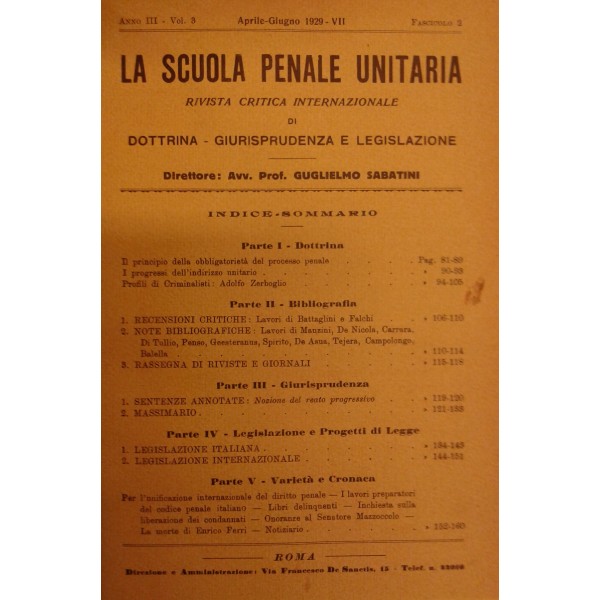 ANNO III - VOL. 3 Aprile-Giugno 1929 - VII FASCICOLO 2
LA SCUOLA PENALE UNITARIA
RIVISTA CRITICA INTERNAZIONALE
DI
DOTTRINA - GIURISPRUDENZA E LEGISLAZIONE
Direttore: Avv. Prof. GUGLIELMO SABATINI
INDICE-SOMMARIO
Parte I - Dottrina
Il principio della obbligatorietà del processo penale . . . . Pag. 81-89
I progressi dell'indirizzo unitario . . . . . . . » 90-93
Profili di Criminalisti: Adolfo Zerboglio . . . . . » 94-105
Parte II - Bibliografia
1. RECENSIONI CRITICHE: Lavori di Battaglini e Falchi . . » 106-110
2. NOTE BIBLIOGRAFICHE: Lavori di Manzini, De Nicola, Carrara,
Di Tullio, Penso, Geesteranus, Spirito, De Asua, Tejera, Campolongo,
Balella . . . . . . . . . » 110-114
3. RASSEGNA DI RIVISTE E GIORNALI . . . . . » 115-118
Parte III - Giurisprudenza
1. SENTENZE ANNOTATE: Nozione del reato progressivo . . » 119-120
2. MASSIMARIO . . . . . . . . . » 121-133
Parte IV - Legislazione e Progetti di Legge
1. LEGISLAZIONE ITALIANA . . . . . . . » 134-143
2. LEGISLAZIONE INTERNAZIONALE . . . . . . » 144-151
Parte V - Varietà e Cronaca
Per l'unificazione internazionale del diritto penale — I lavori preparatori
del codice penale italiano — Libri delinquenti — Inchiesta sulla
liberazione dei condannati — Onoranze al Senatore Mazzoccolo —
La morte di Enrico Ferri — Notiziario . . . . . » 152-160
ROMA
Direzione e Amministrazione: Via Francesco De Sanctis, 15 - Telef. n.